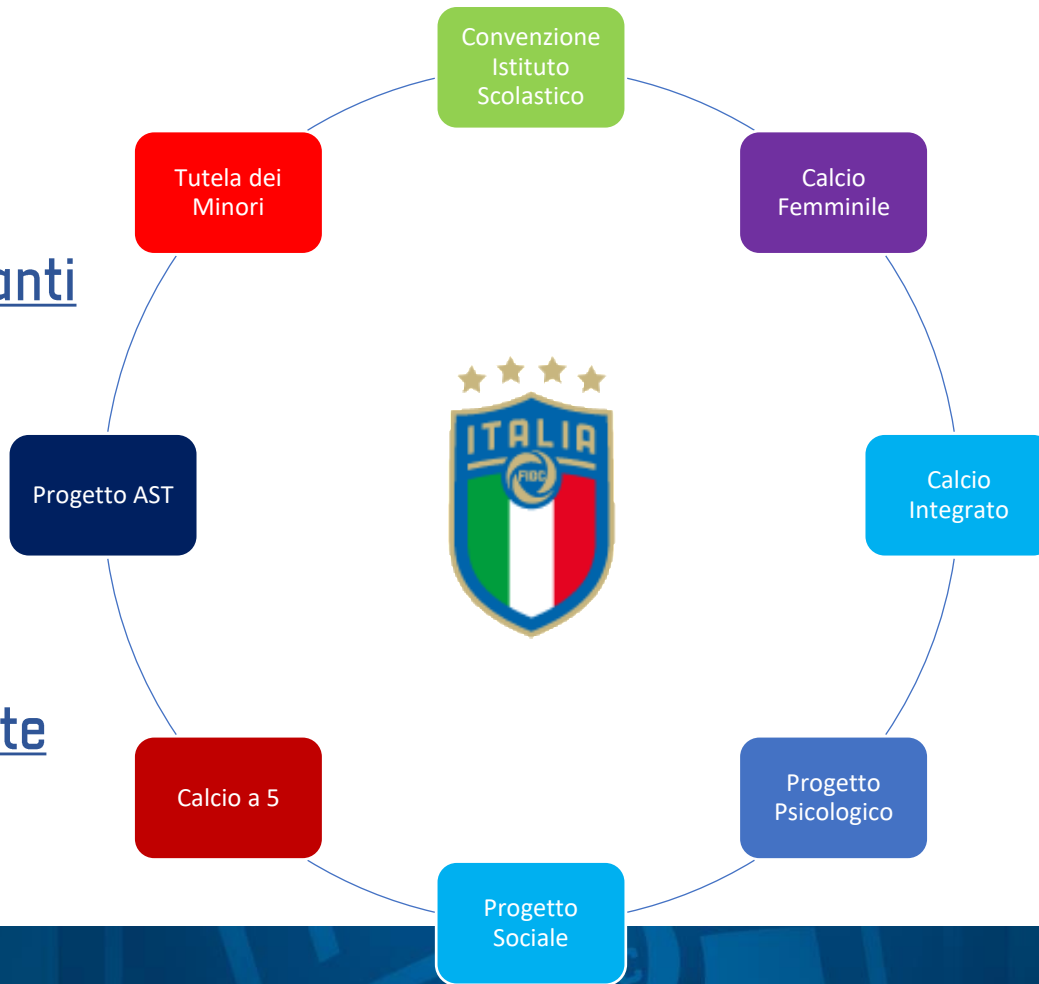 Convenzione
Istituto
Scolastico
Tutela dei
Minori
Calcio
Femminile
anti
ITALIA
FIGC
Progetto AST
Calcio
Integrato
te
Calcio a 5
Progetto
Psicologico
Progetto
Sociale